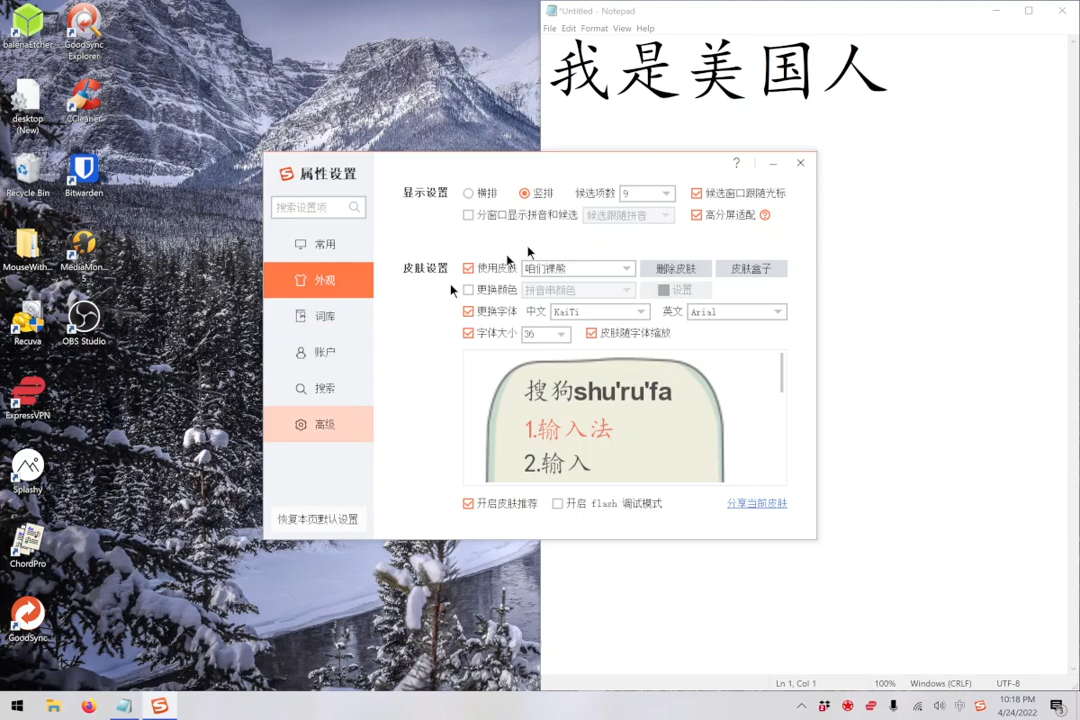 balenaEtcher
GoodSync Explorer
desktop (New)
CCleaner
Recycle Bin
Bitwarden
MouseWith...
MediaMon...
Recuva
OBS Studio
ExpressVPN
Splashy
ChordPro
GoodSync
*Untitled - Notepad
File Edit Format View Help
我是美国人
属性设置
搜索设置项
常用
外观
词库
账户
搜索
高级
恢复本页默认设置
?
显示设置 横排 竖排 候选项数 9 候选窗口跟随光标
分窗口显示拼音和候选 候选跟随拼音 高分屏适配
皮肤设置 使用皮肤 咱们裸熊 删除皮肤 皮肤盒子
更换颜色 拼音串颜色 设置
更换字体 中文 KaiTi 英文 Arial
字体大小 36 皮肤随字体缩放
搜狗shu'ru'fa
1.输入法
2.输入
开启皮肤推荐 开启 flash 调试模式 分享当前皮肤
Ln 1, Col 1 100% Windows (CRLF) UTF-8
10:18 PM
4/24/2022
3